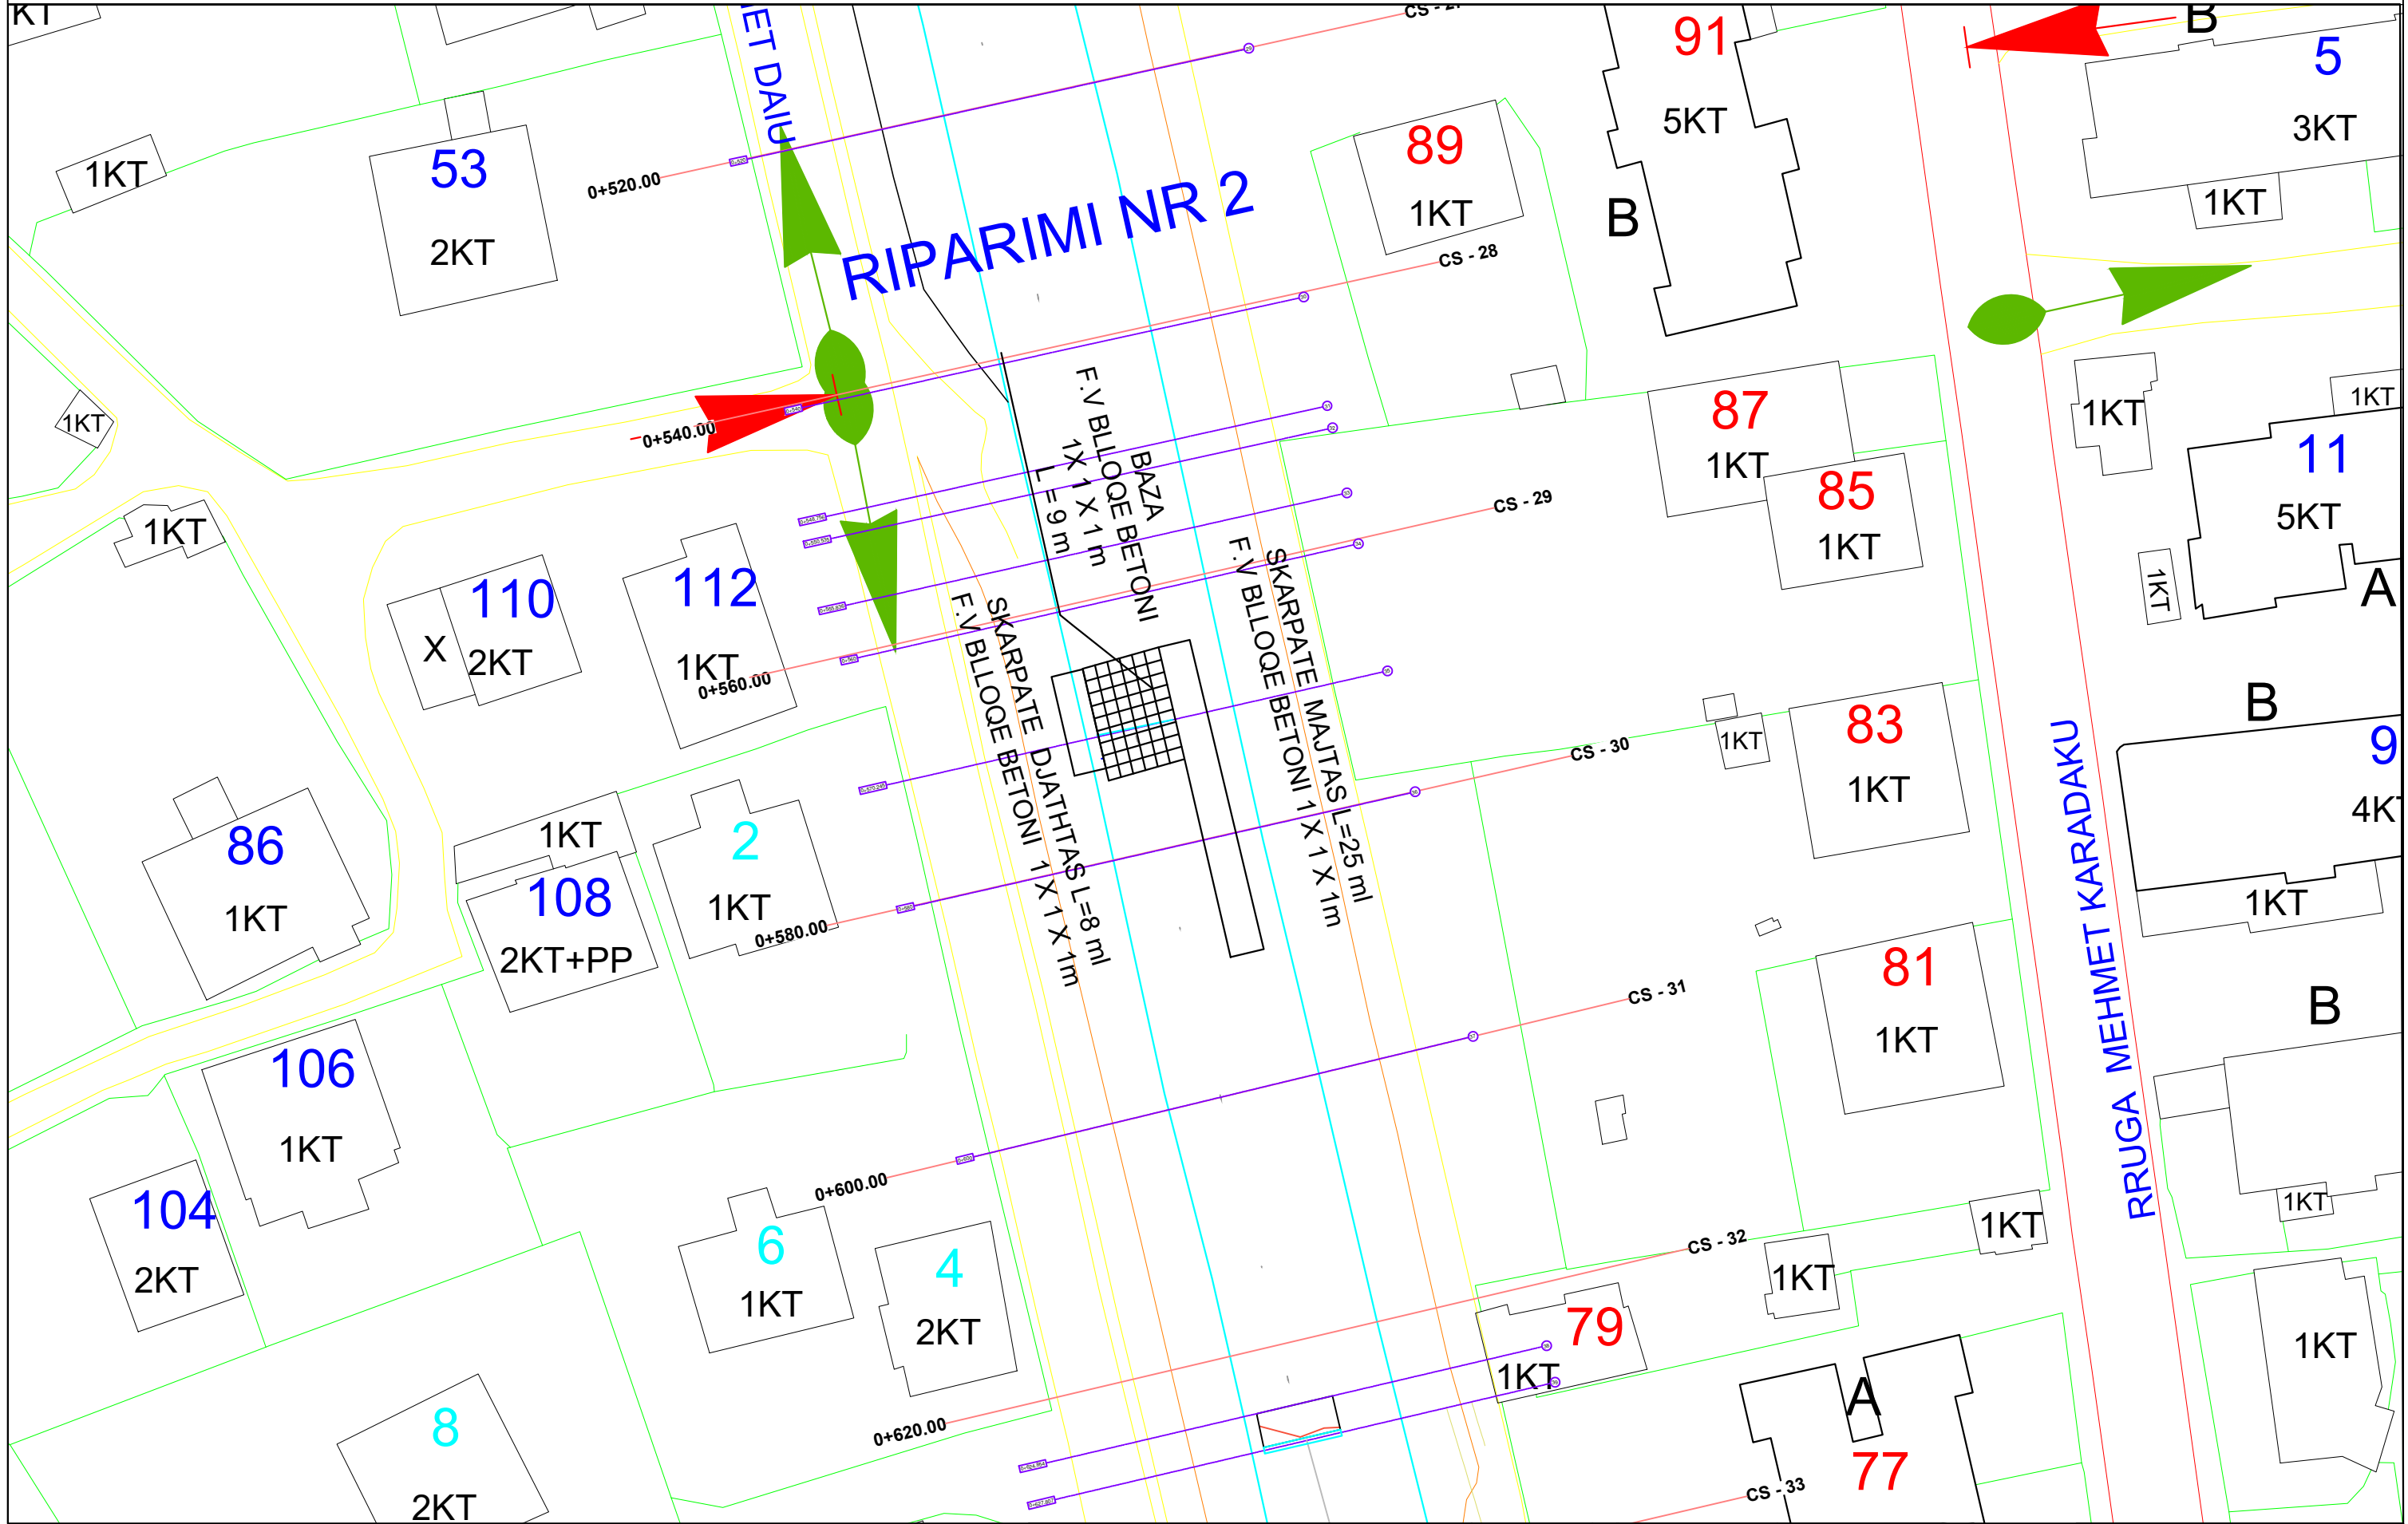 CS - 27
B
91
5KT
5
3KT
1KT
53
2KT
0+520.00
RIPARIMI NR 2
89
1KT
B
1KT
CS - 28
1KT
0+540.00
F.V BLLOQE BETONI
1X 1 X 1 m
L = 9 m
BAZA
87
1KT
85
1KT
1KT
1KT
11
5KT
A
1KT
CS - 29
1KT
110
X
2KT
112
1KT
0+560.00
SKARPATE DJATHTAS L=8 ml
F.V BLLOQE BETONI 1 X 1 X 1m
SKARPATE MAJTAS L=25 ml
F.V BLLOQE BETONI 1 X 1 X 1m
CS - 30
1KT
83
1KT
B
9
RRUGA MEHMET KARADAKU
1KT
86
1KT
1KT
108
2KT+PP
2
1KT
0+580.00
CS - 31
81
1KT
B
106
1KT
104
2KT
0+600.00
6
1KT
4
2KT
CS - 32
1KT
1KT
1KT
79
1KT
1KT
0+620.00
8
2KT
A
77
CS - 33